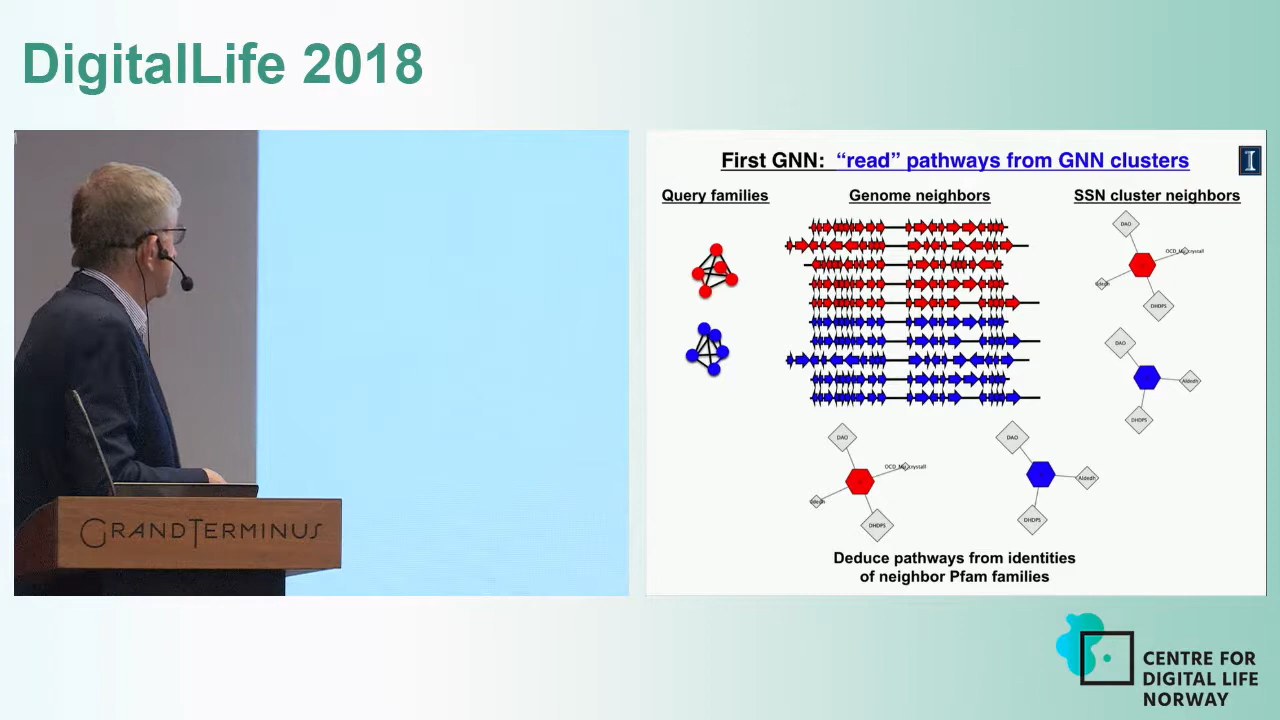 DigitalLife 2018
First GNN: “read” pathways from GNN clusters
Query families
Genome neighbors
SSN cluster neighbors
DAO
DHDPS
DAO
Aldedh
DHDPS
DAO
DHDPS
DAO
Aldedh
DHDPS
Deduce pathways from identities
of neighbor Pfam families
GRANDTERMINUS
CENTRE FOR
DIGITAL LIFE
NORWAY